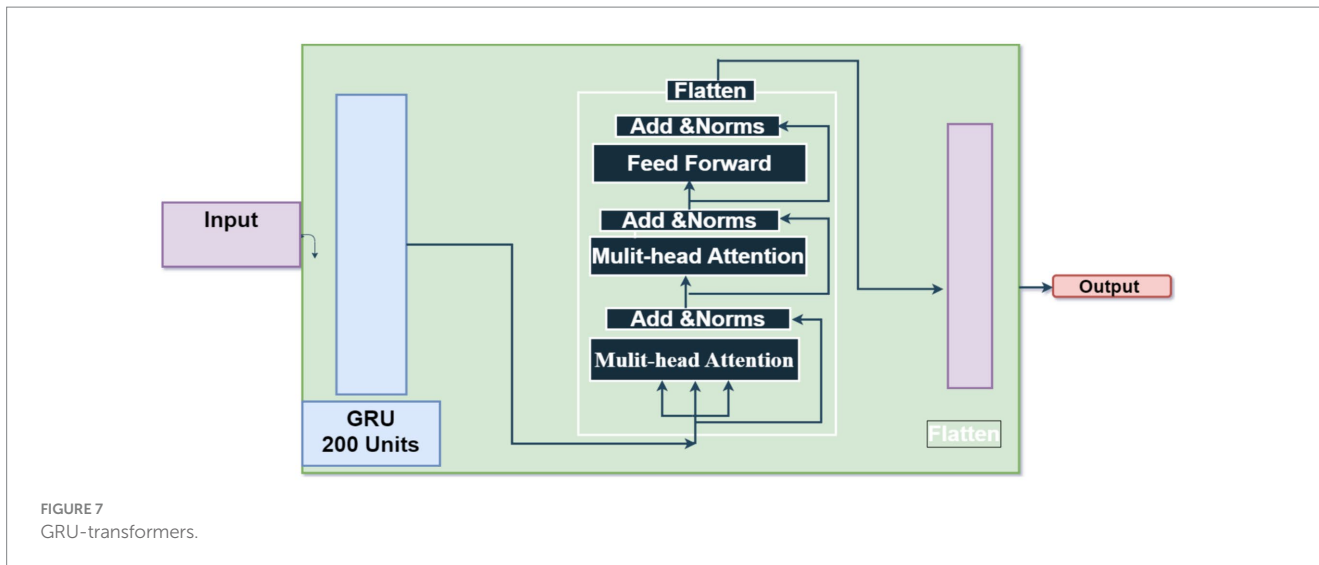 Input
GRU
200 Units
Flatten
Add &Norms
Feed Forward
Add &Norms
Mulit-head Attention
Add &Norms
Mulit-head Attention
Flatten
Output
FIGURE 7
GRU-transformers.